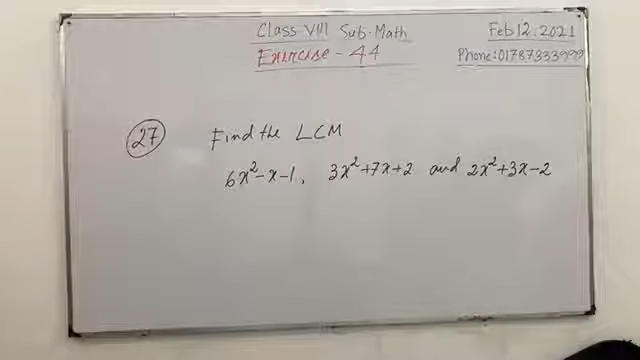 Class VIII Sub-Math
Exercise-4.4
Feb 12.2021
Phone:01787333999
27 Find the LCM
6x²-x-1, 3x²+7x+2 and 2x²+3x-2